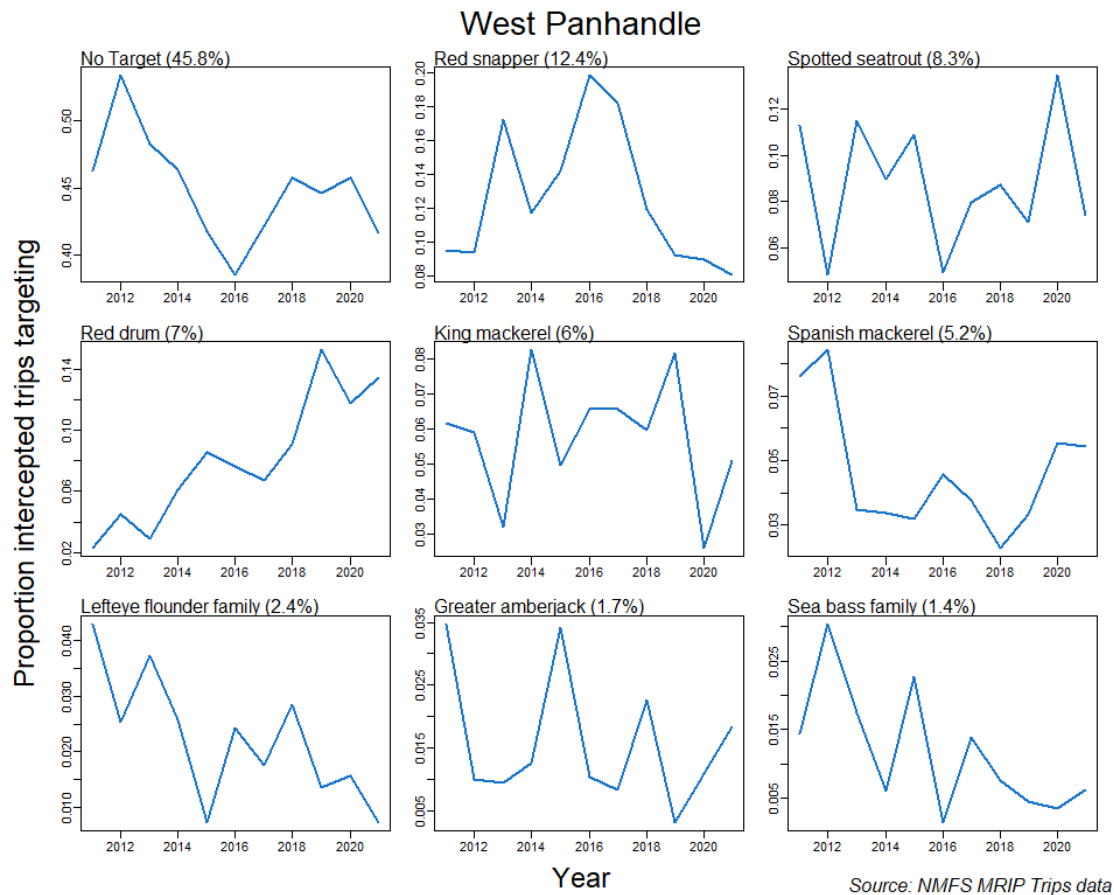 West Panhandle
Proportion intercepted trips targeting
No Target (45.8%)
0.50
0.45
0.40
2012 2014 2016 2018 2020
Red snapper (12.4%)
0.20
0.18
0.16
0.14
0.12
0.10
0.08
2012 2014 2016 2018 2020
Spotted seatrout (8.3%)
0.12
0.10
0.08
0.06
2012 2014 2016 2018 2020
Red drum (7%)
0.14
0.10
0.06
0.02
2012 2014 2016 2018 2020
King mackerel (6%)
0.08
0.07
0.06
0.05
0.04
0.03
2012 2014 2016 2018 2020
Spanish mackerel (5.2%)
0.07
0.05
0.03
2012 2014 2016 2018 2020
Lefteye flounder family (2.4%)
0.040
0.030
0.020
0.010
2012 2014 2016 2018 2020
Greater amberjack (1.7%)
0.035
0.025
0.015
0.005
2012 2014 2016 2018 2020
Sea bass family (1.4%)
0.025
0.015
0.005
2012 2014 2016 2018 2020
Year
Source: NMFS MRIP Trips data